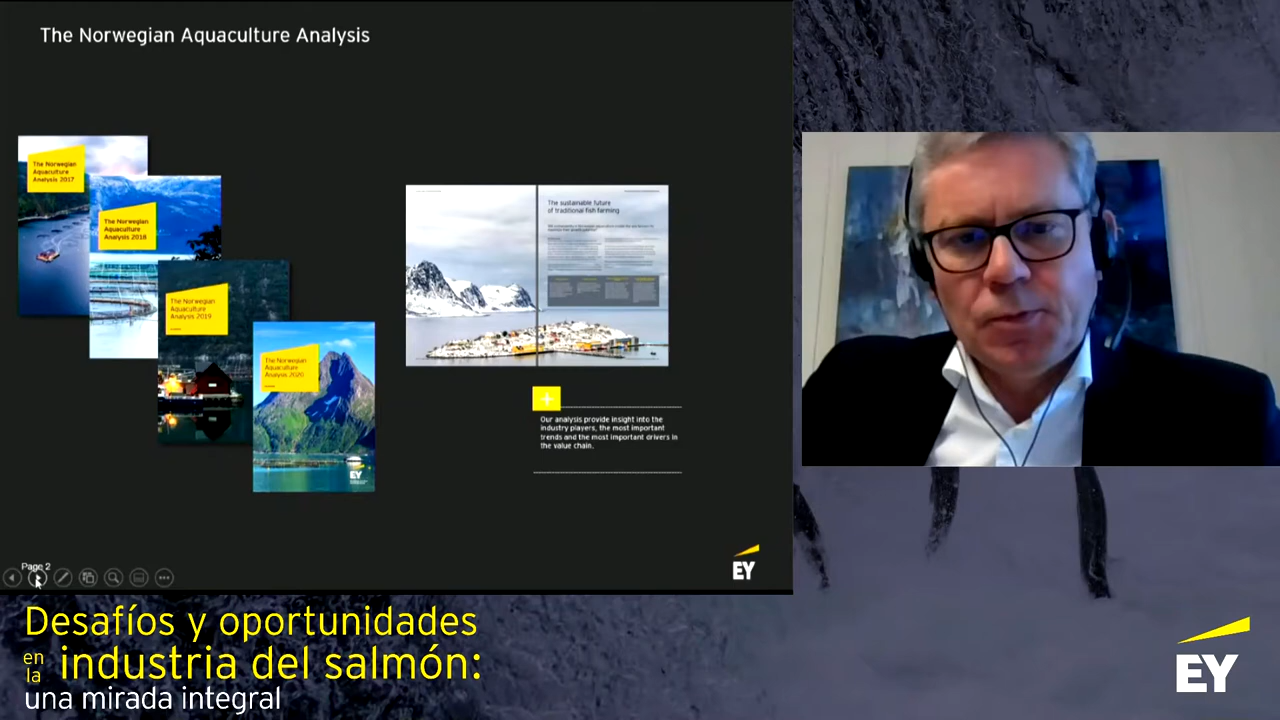 The Norwegian Aquaculture Analysis
The Norwegian
Aquaculture
Analysis 2017
The Norwegian
Aquaculture
Analysis 2018
The Norwegian
Aquaculture
Analysis 2019
The Norwegian
Aquaculture
Analysis 2020
EY
The sustainable future
of traditional fish farming
Our analysis provide insight into the
industry players, the most important
trends and the most important drivers in
the value chain.
Page 2
EY
Desafíos y oportunidades
en la industria del salmón:
una mirada integral
EY